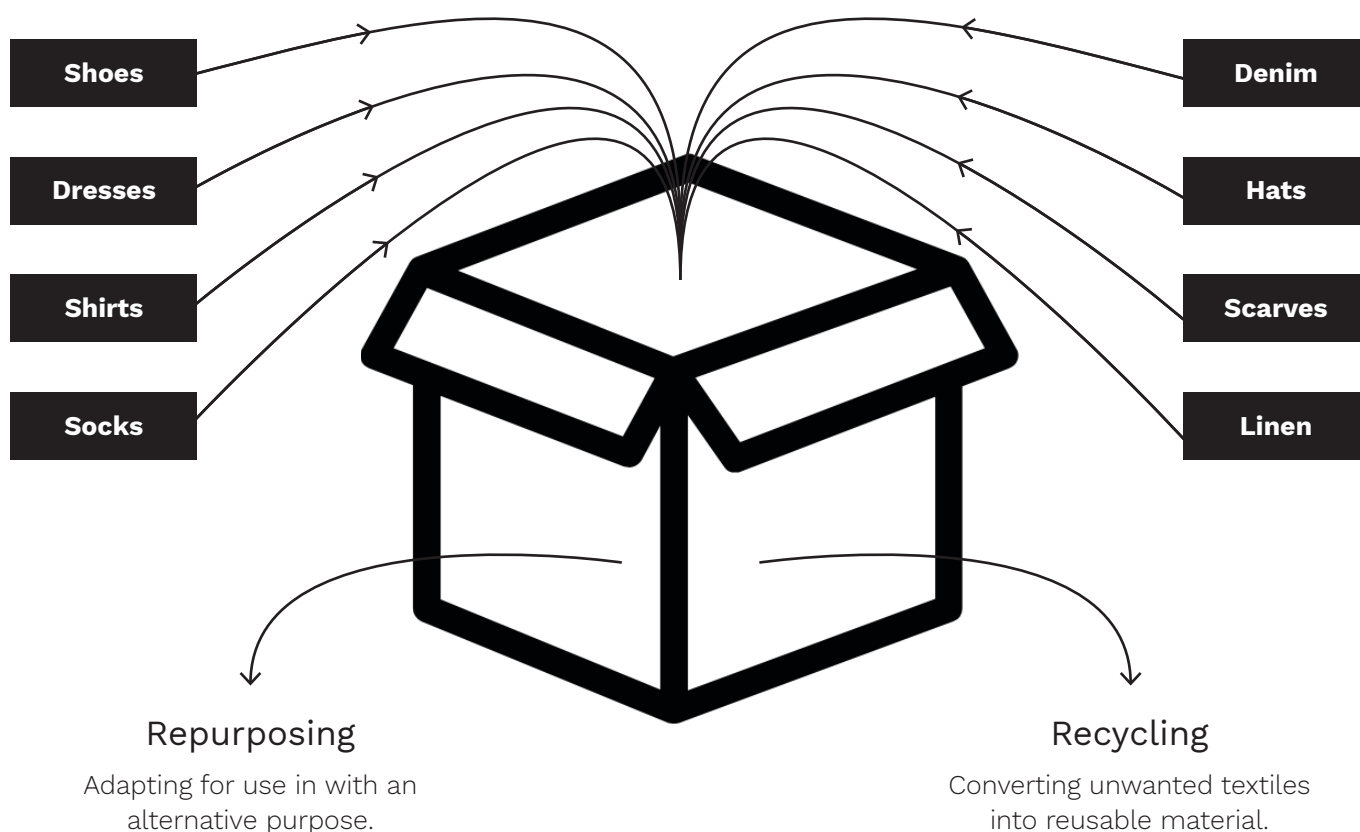 Shoes
Dresses
Shirts
Socks
Denim
Hats
Scarves
Linen
Repurposing
Adapting for use in with an
alternative purpose.
Recycling
Converting unwanted textiles
into reusable material.